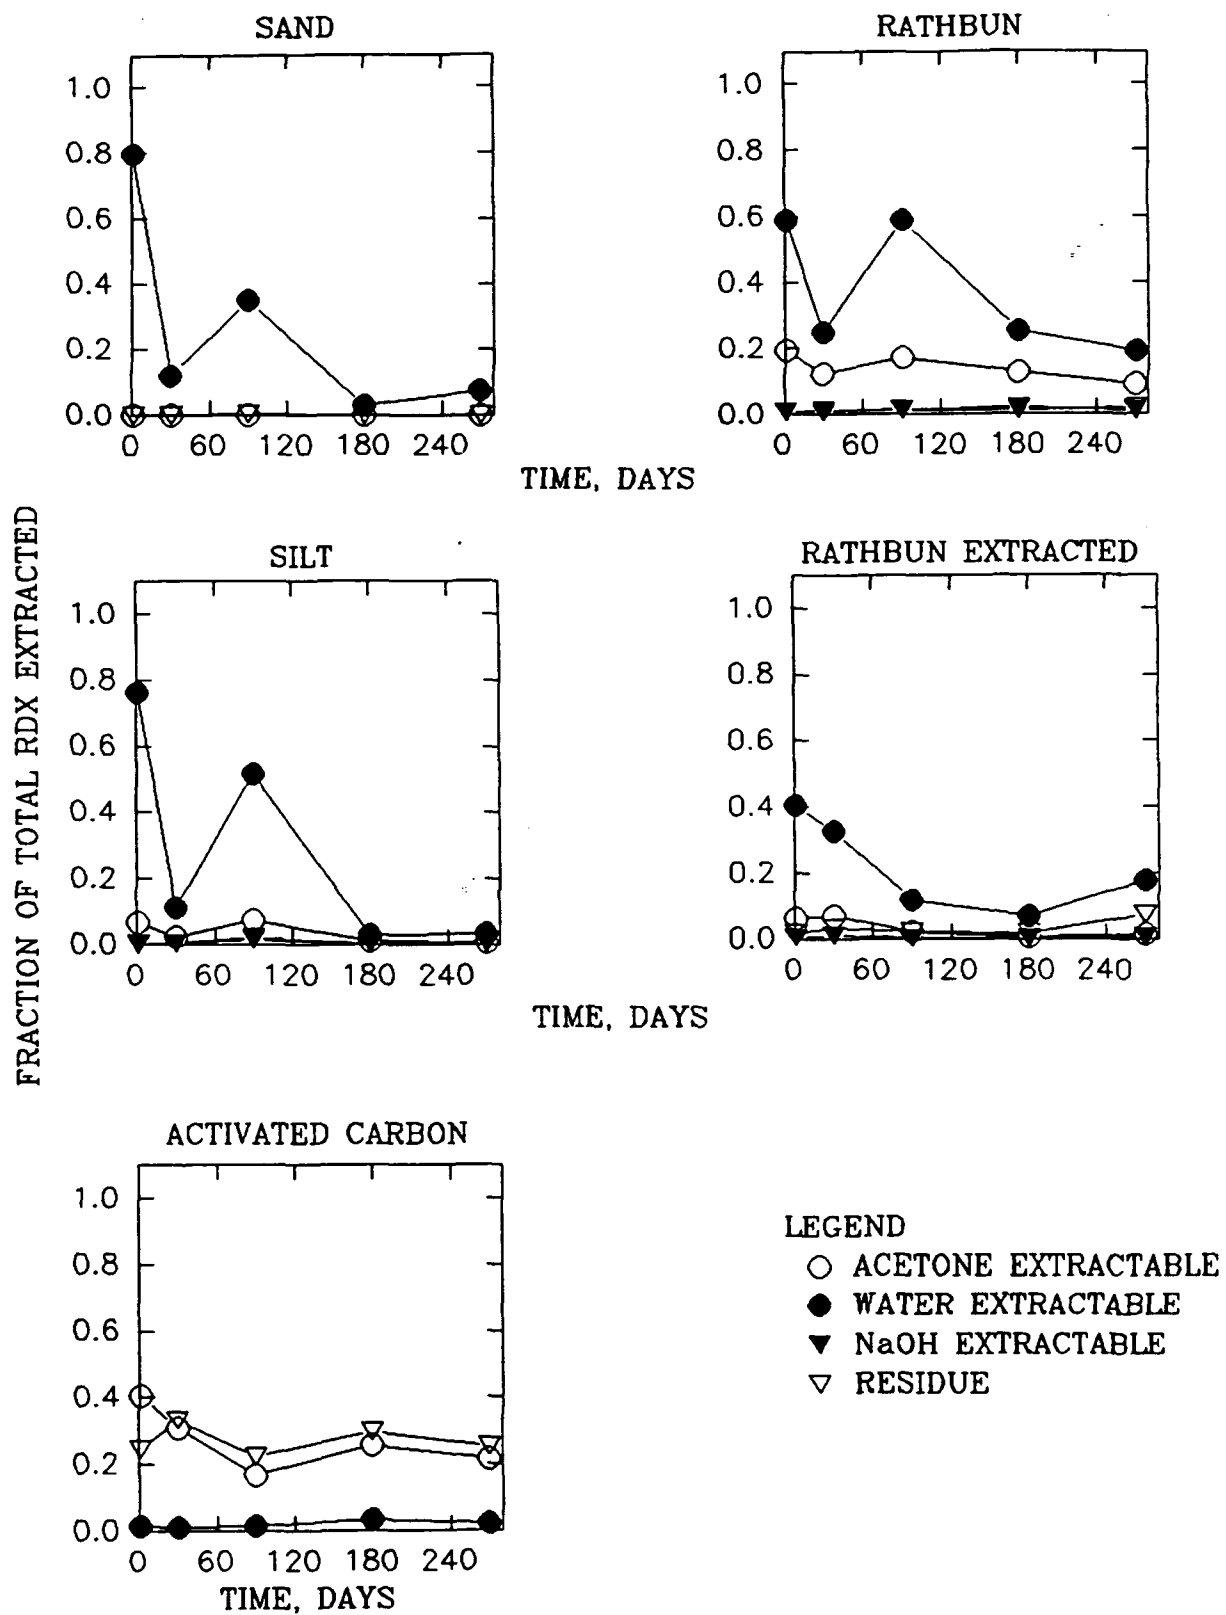 SAND
1.0
0.8
0.6
0.4
0.2
0.0
0 60 120 180 240
RATHBUN
1.0
0.8
0.6
0.4
0.2
0.0
0 60 120 180 240
TIME, DAYS
FRACTION OF TOTAL RDX EXTRACTED
SILT
1.0
0.8
0.6
0.4
0.2
0.0
0 60 120 180 240
RATHBUN EXTRACTED
1.0
0.8
0.6
0.4
0.2
0.0
0 60 120 180 240
TIME, DAYS
ACTIVATED CARBON
1.0
0.8
0.6
0.4
0.2
0.0
0 60 120 180 240
TIME, DAYS
LEGEND
ACETONE EXTRACTABLE
WATER EXTRACTABLE
NaOH EXTRACTABLE
RESIDUE